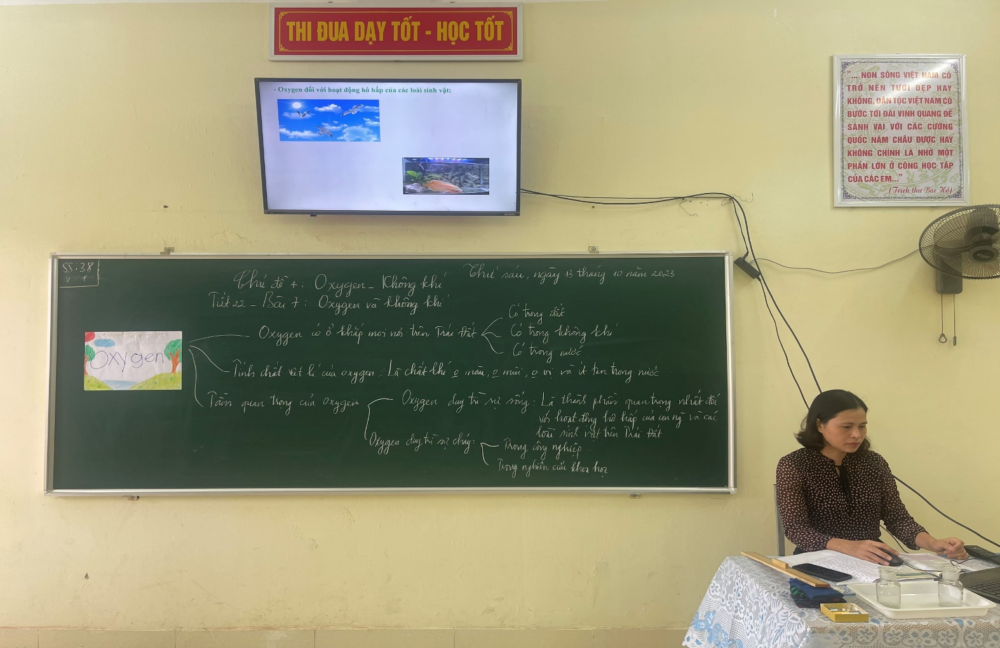 THI ĐUA DẠY TỐT - HỌC TỐT
- Oxygen đối với hoạt động hô hấp của các loài sinh vật:
"... NON SÔNG VIỆT NAM CÓ
TRỞ NÊN TƯƠI ĐẸP HAY
KHÔNG, DÂN TỘC VIỆT NAM CÓ
BƯỚC TỚI ĐÀI VINH QUANG ĐỂ
SÁNH VAI VỚI CÁC CƯỜNG
QUỐC NĂM CHÂU ĐƯỢC HAY
KHÔNG CHÍNH LÀ NHỜ MỘT
PHẦN LỚN Ở CÔNG HỌC TẬP
CỦA CÁC EM..."
(Trích thư Bác Hồ)
SS: 38
V
Thứ sáu, ngày 13 tháng 10 năm 2023
Chủ đề 4: Oxygen - Không khí
Tiết 22 - Bài 7: Oxygen và không khí
Oxygen
Oxygen có ở khắp mọi nơi trên Trái Đất
Có trong đất
Có trong không khí
Có trong nước
Tính chất vật lí của oxygen: Là chất khí o màu, o mùi, o vị và ít tan trong nước.
Tầm quan trọng của oxygen
Oxygen duy trì sự sống: Là thành phần quan trọng nhất đối
với hoạt động hô hấp của con ng và các
loài sinh vật trên Trái Đất
Oxygen duy trì sự cháy:
Trong công nghiệp.
Trong nghiên cứu khoa học